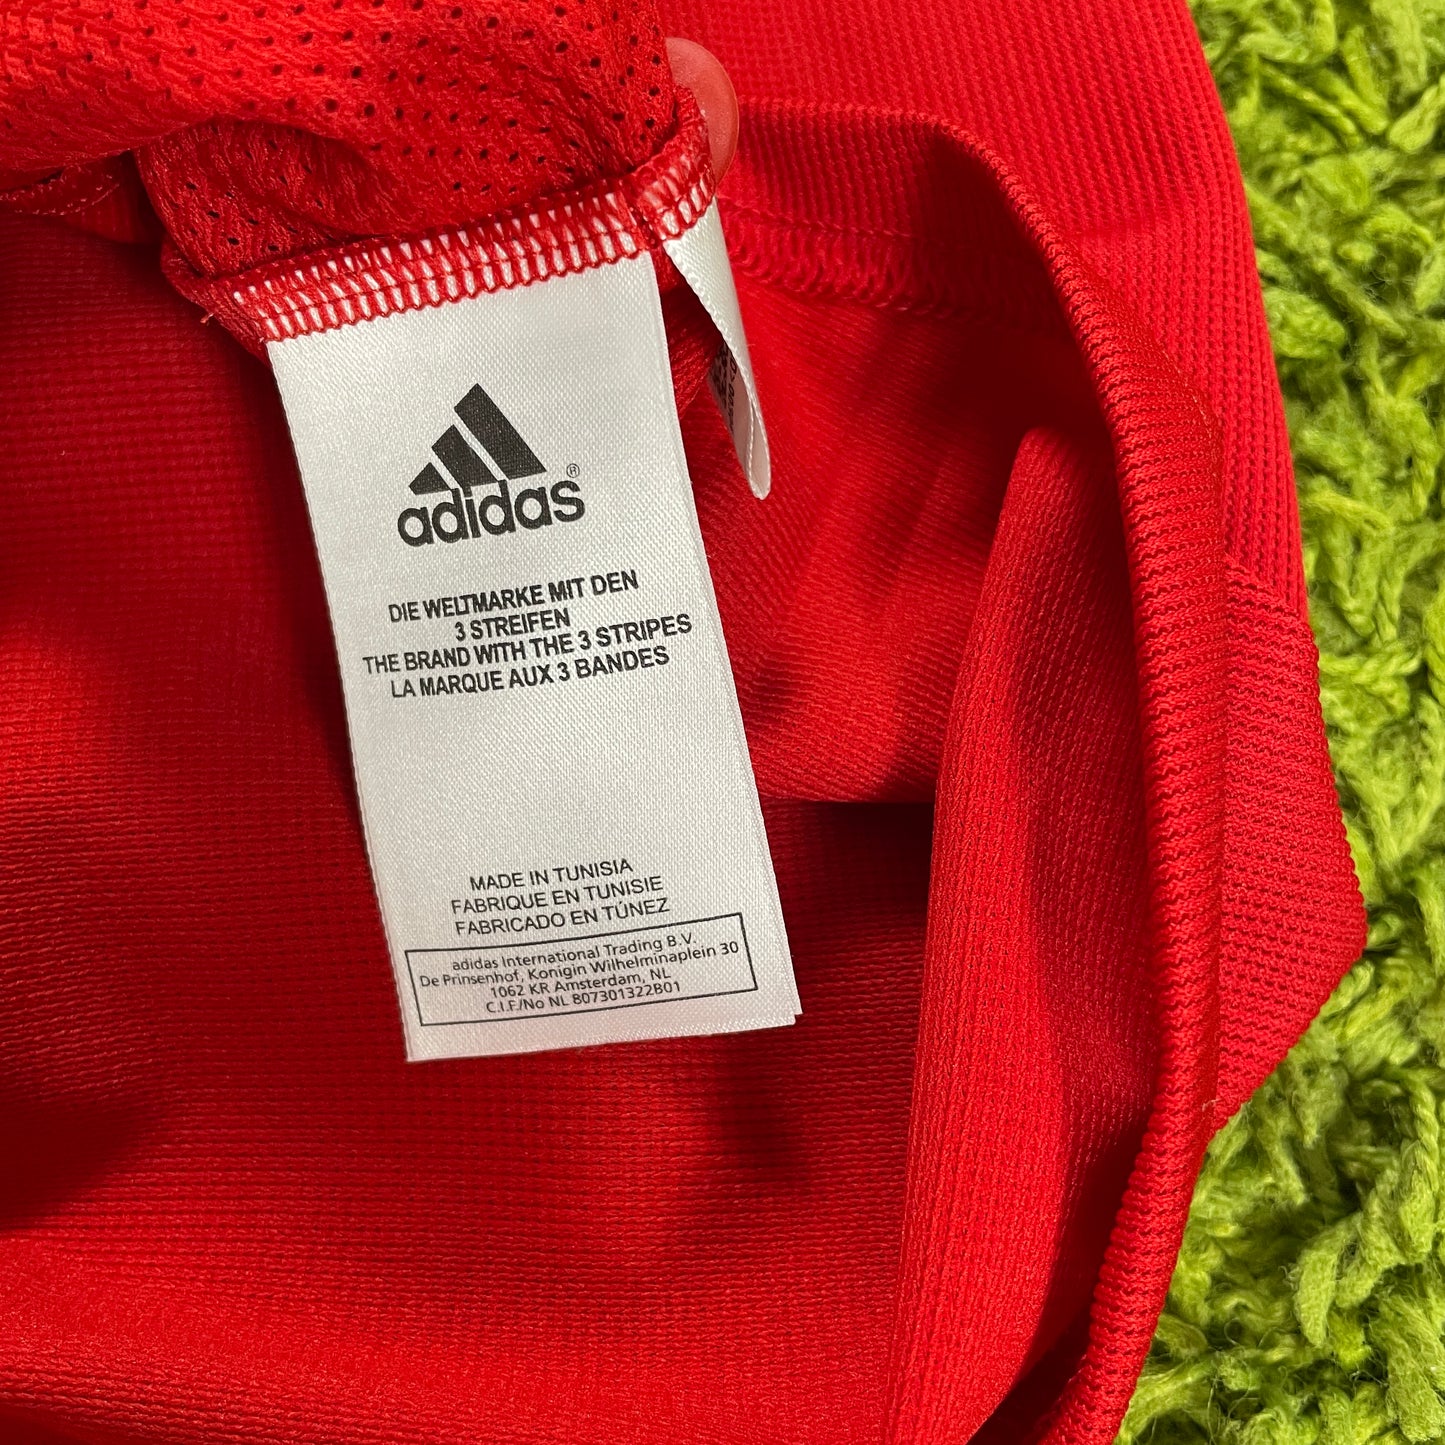 adidas®
DIE WELTMARKE MIT DEN
3 STREIFEN
THE BRAND WITH THE 3 STRIPES
LA MARQUE AUX 3 BANDES
MADE IN TUNISIA
FABRIQUE EN TUNISIE
FABRICADO EN TÚNEZ
adidas International Trading B.V.
De Prinsenhof, Konigin Wilhelminaplein 30
1062 KR Amsterdam, NL
C.I.F./No NL 807301322B01